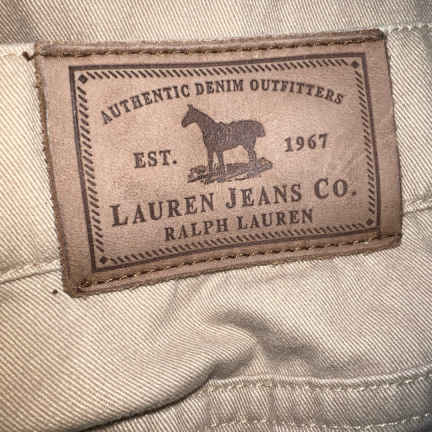 AUTHENTIC DENIM OUTFITTERS
EST. 1967
LAUREN JEANS CO.
RALPH LAUREN